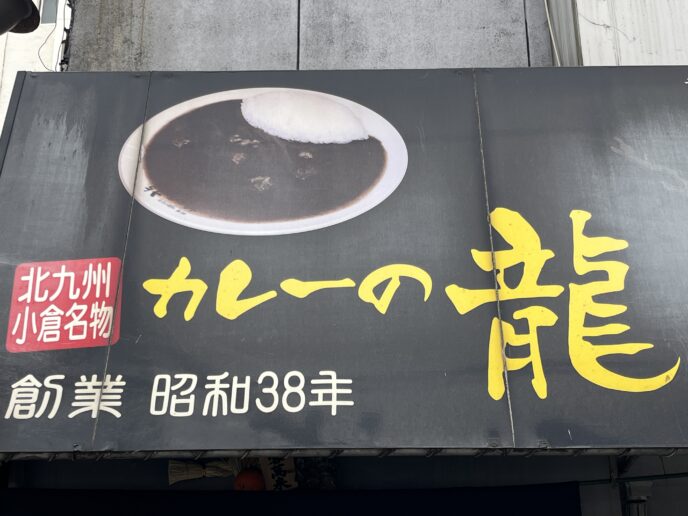 北九州
小倉名物
カレーの龍
創業 昭和38年